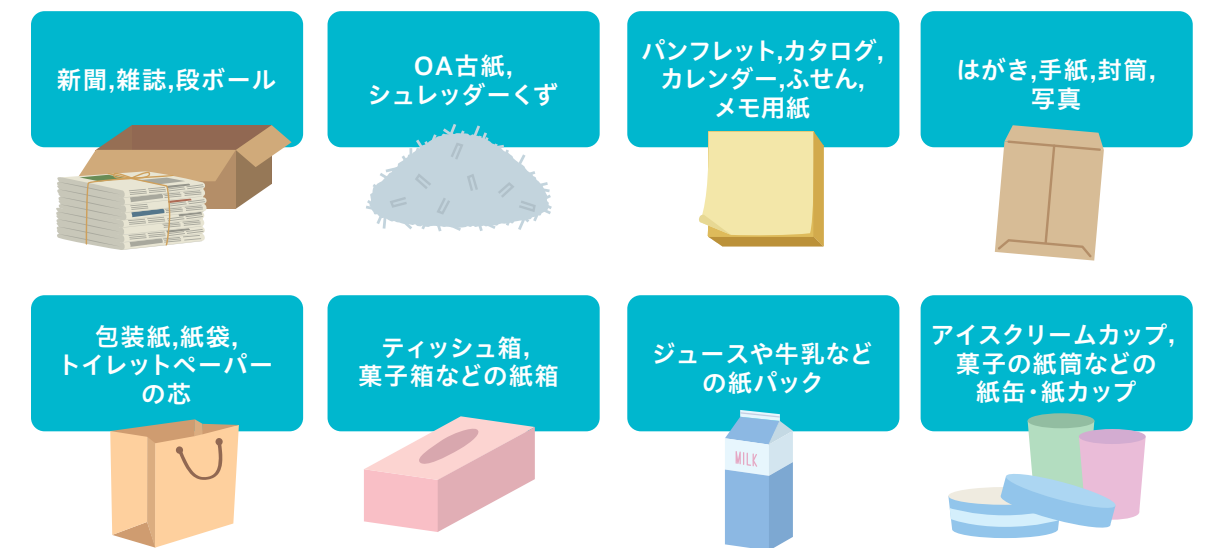 新聞,雑誌,段ボール
OA古紙,
シュレッダーくず
パンフレット,カタログ,
カレンダー,ふせん,
メモ用紙
はがき,手紙,封筒,
写真
包装紙,紙袋,
トイレットペーパー
の芯
ティッシュ箱,
菓子箱などの紙箱
ジュースや牛乳など
の紙パック
MILK
アイスクリームカップ,
菓子の紙筒などの
紙缶・紙カップ